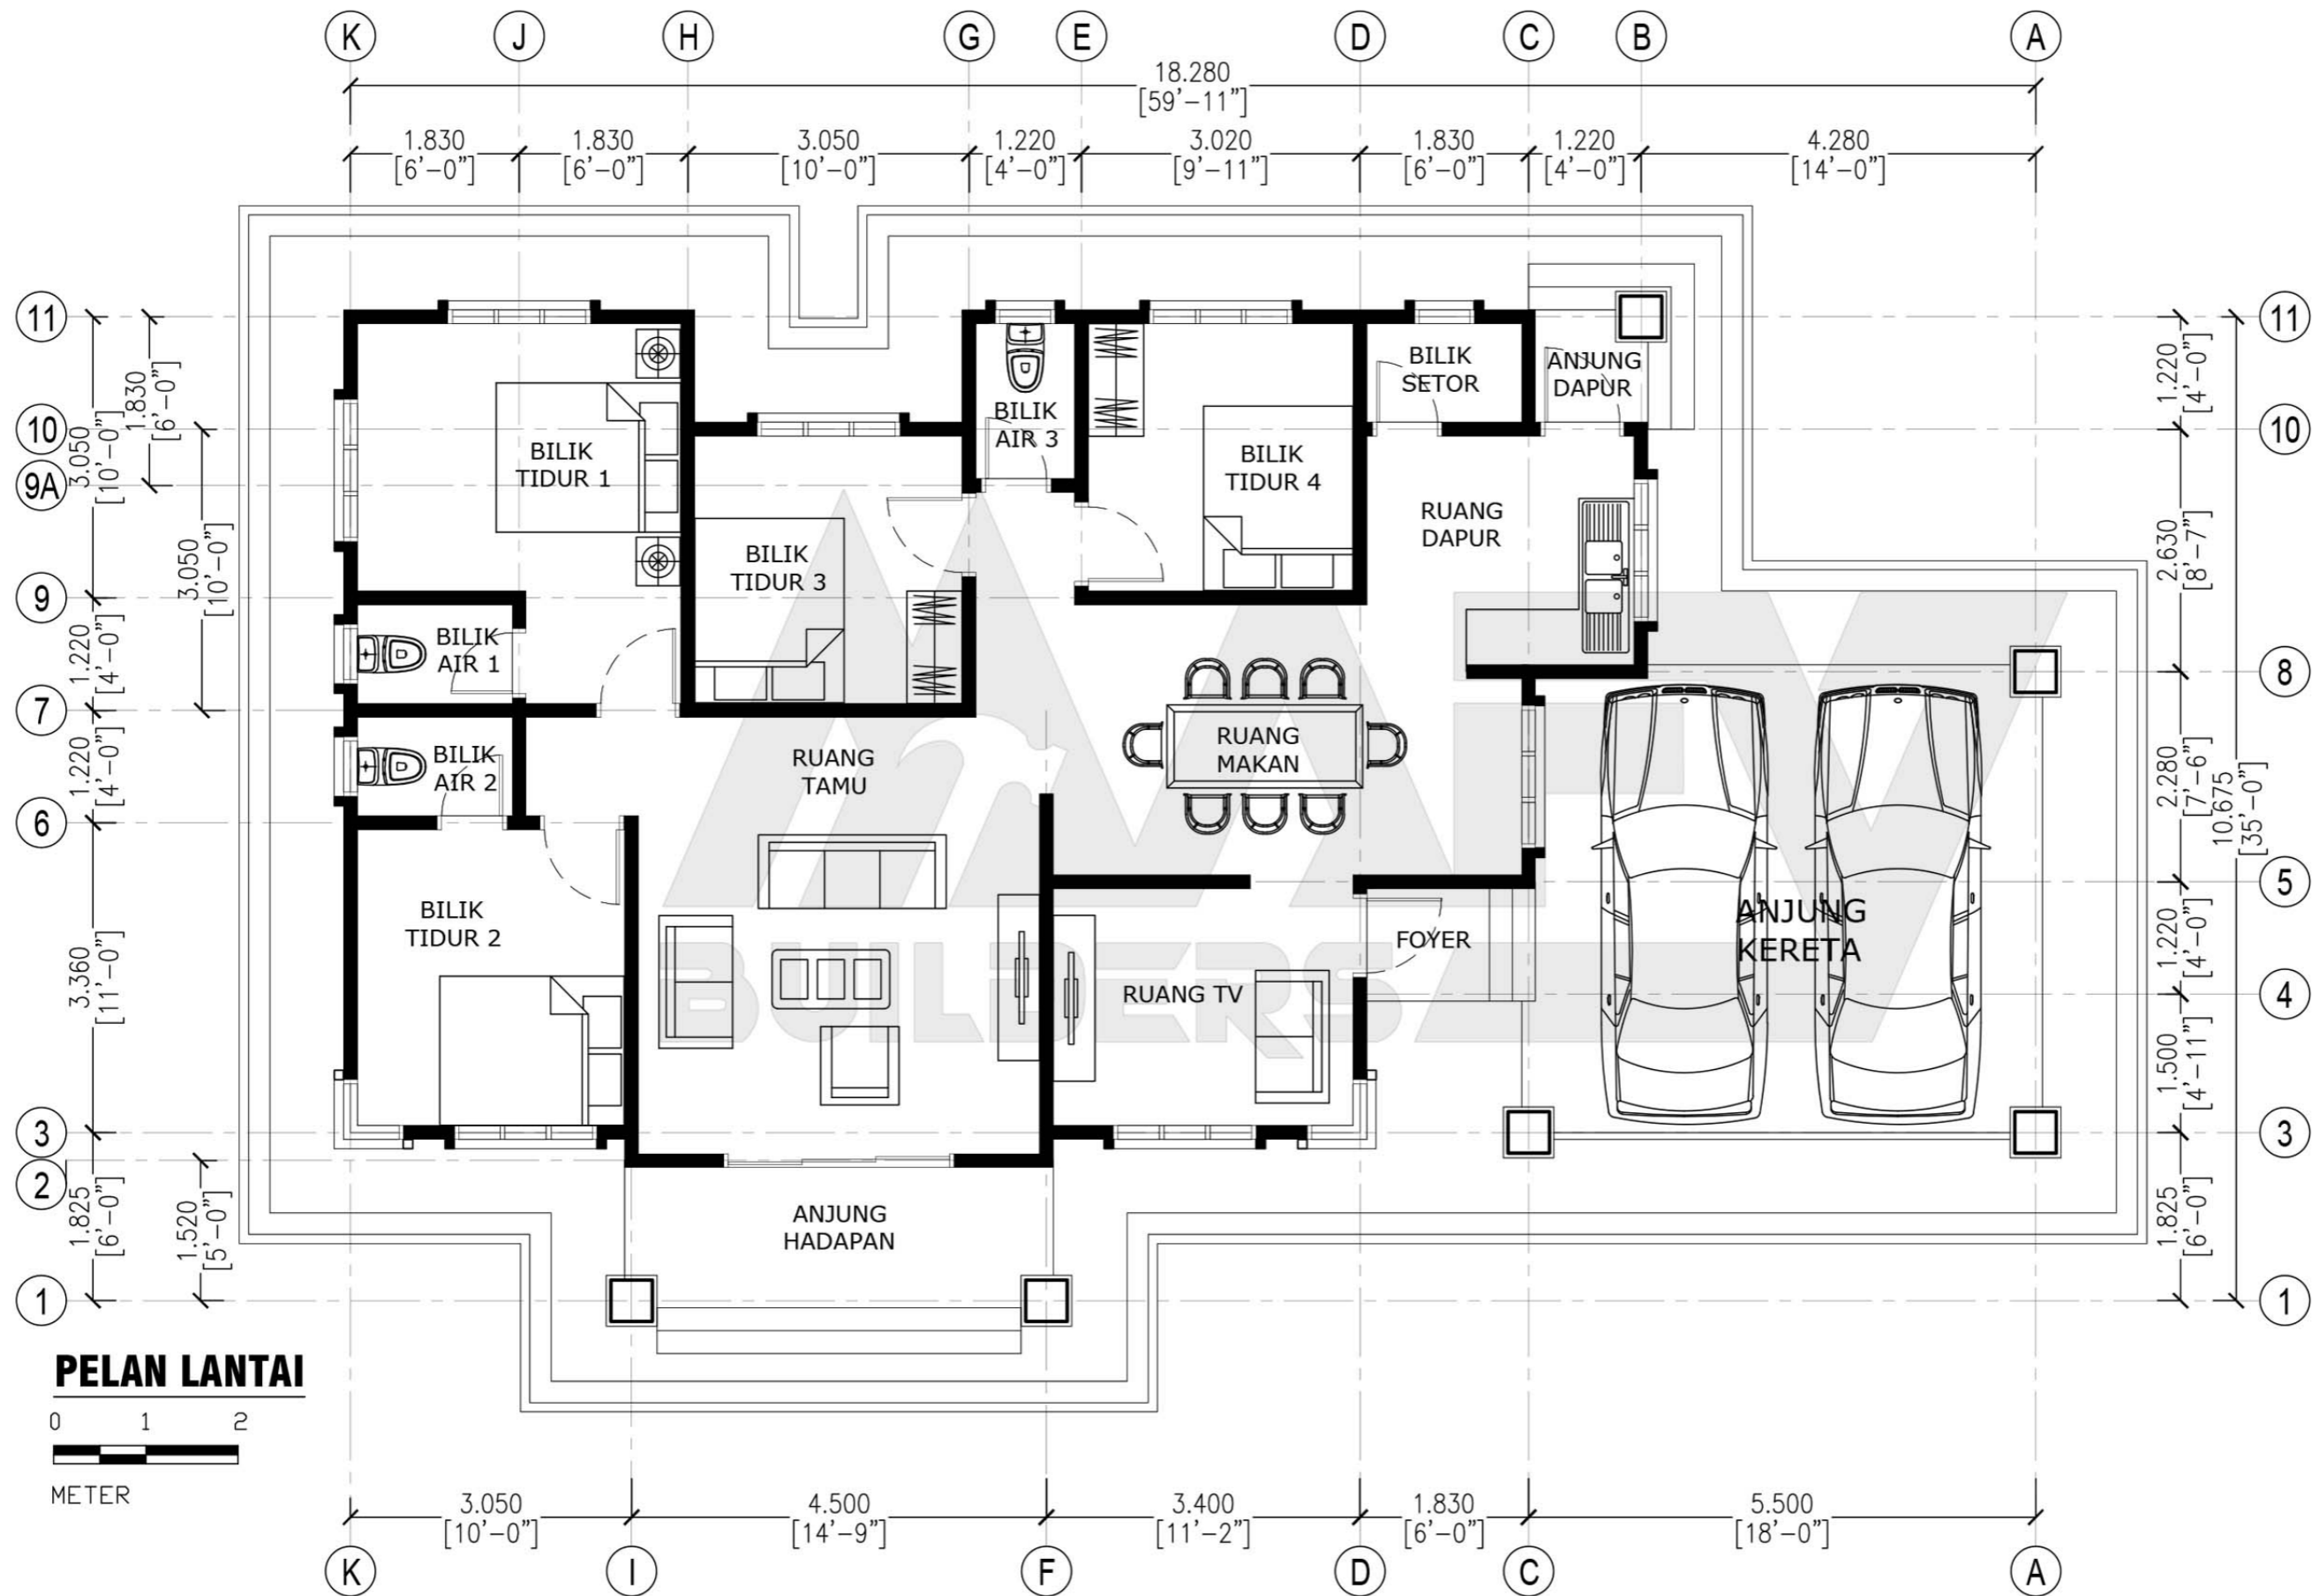 K J H G E D C B A
18.280
[59'-11"]
1.830 1.830 3.050 1.220 3.020 1.830 1.220 4.280
[6'-0"] [6'-0"] [10'-0"] [4'-0"] [9'-11"] [6'-0"] [4'-0"] [14'-0"]
11
10
9A
9
7
6
3
2
1
3.050
[10'-0"]
1.220
[4'-0"]
1.220
[4'-0"]
3.360
[11'-0"]
1.825
[6'-0"]
1.830
[6'-0"]
3.050
[10'-0"]
1.520
[5'-0"]
BILIK
TIDUR 1
BILIK
TIDUR 3
BILIK
AIR 3
BILIK
TIDUR 4
BILIK
SETOR
ANJUNG
DAPUR
RUANG
DAPUR
BILIK
AIR 1
BILIK
AIR 2
RUANG
TAMU
RUANG
MAKAN
BILIK
TIDUR 2
FOYER
RUANG TV
ANJUNG
KERETA
ANJUNG
HADAPAN
BUILDERS
11
10
8
5
4
3
1
1.220
[4'-0"]
2.630
[8'-7"]
2.280
[7'-6"]
1.220
[4'-0"]
1.500
[4'-11"]
1.825
[6'-0"]
10.675
[35'-0"]
PELAN LANTAI
0 1 2
METER
3.050 4.500 3.400 1.830 5.500
[10'-0"] [14'-9"] [11'-2"] [6'-0"] [18'-0"]
K I F D C A